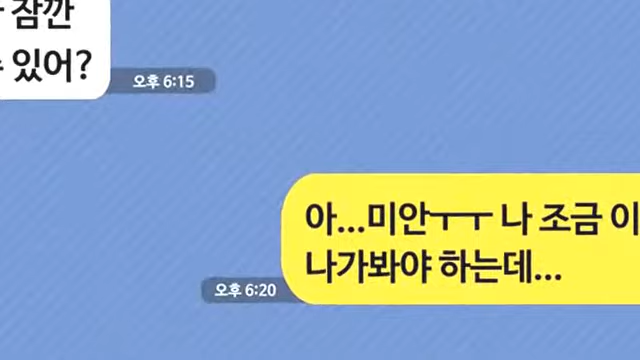 잠깐
있어?
오후 6:15
아...미안ㅜㅜ 나 조금 이
나가봐야 하는데...
오후 6:20